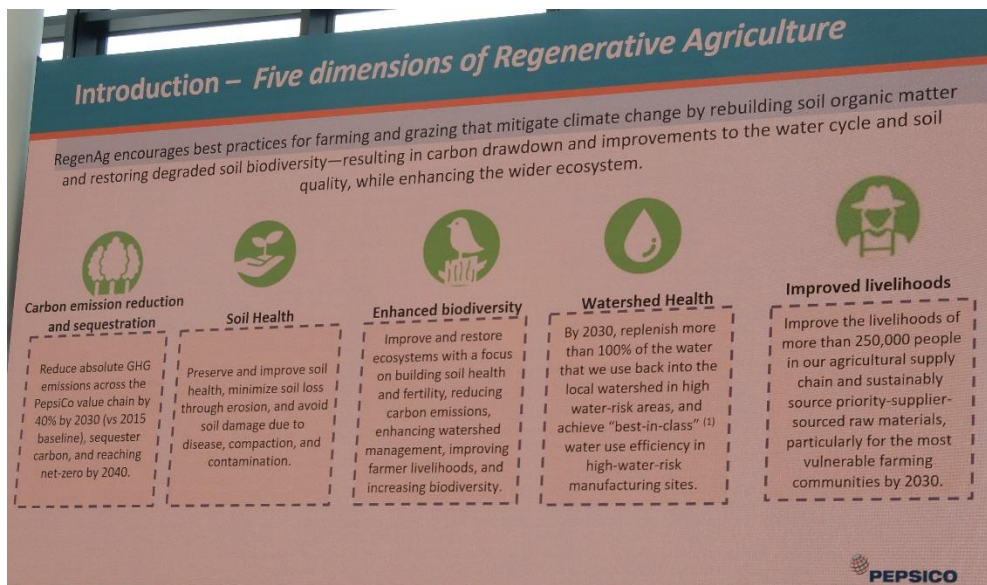 Introduction – Five dimensions of Regenerative Agriculture
RegenAg encourages best practices for farming and grazing that mitigate climate change by rebuilding soil organic matter
and restoring degraded soil biodiversity—resulting in carbon drawdown and improvements to the water cycle and soil
quality, while enhancing the wider ecosystem.
Carbon emission reduction
and sequestration
Reduce absolute GHG
emissions across the
PepsiCo value chain by
40% by 2030 (vs 2015
baseline), sequester
carbon, and reaching
net-zero by 2040.
Soil Health
Preserve and improve soil
health, minimize soil loss
through erosion, and avoid
soil damage due to
disease, compaction, and
contamination.
Enhanced biodiversity
Improve and restore
ecosystems with a focus
on building soil health
and fertility, reducing
carbon emissions,
enhancing watershed
management, improving
farmer livelihoods, and
increasing biodiversity.
Watershed Health
By 2030, replenish more
than 100% of the water
that we use back into the
local watershed in high
water-risk areas, and
achieve “best-in-class” (1)
water use efficiency in
high-water-risk
manufacturing sites.
Improved livelihoods
Improve the livelihoods of
more than 250,000 people
in our agricultural supply
chain and sustainably
source priority-supplier-
sourced raw materials,
particularly for the most
vulnerable farming
communities by 2030.
PEPSICO